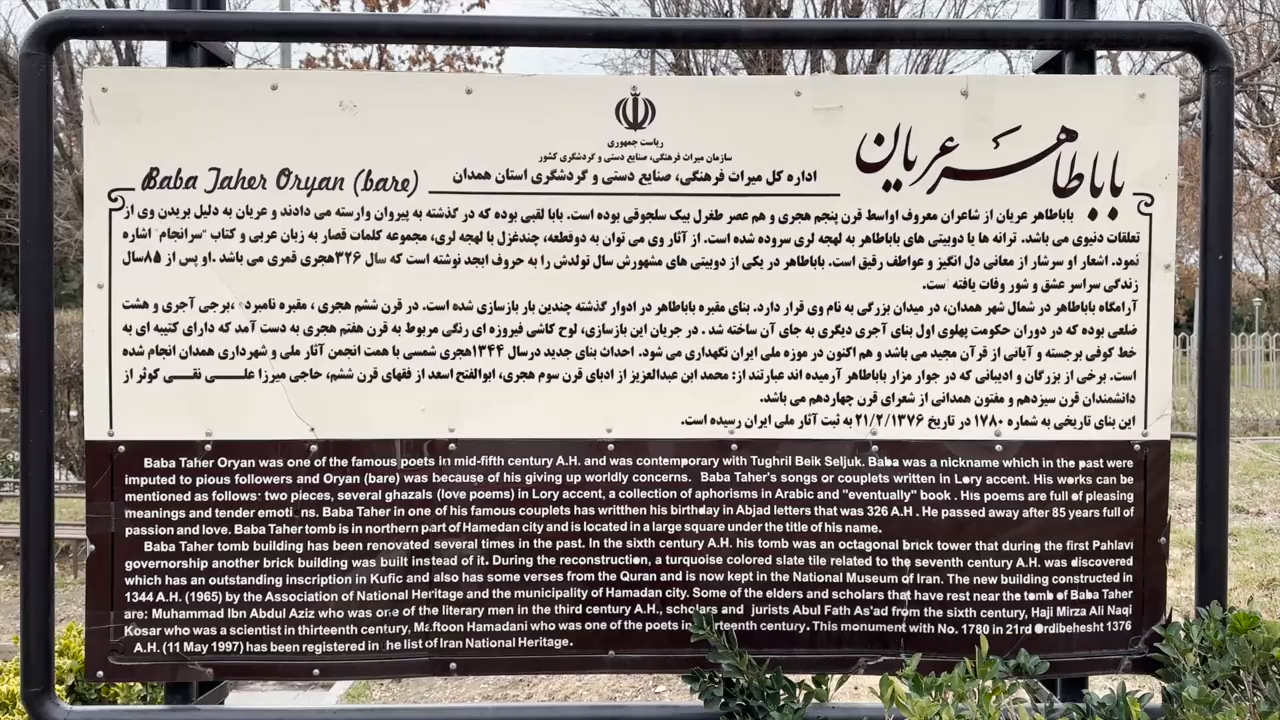 ریاست جمهوری
سازمان میراث فرهنگی، صنایع دستی و گردشگری کشور
اداره کل میراث فرهنگی، صنایع دستی و گردشگری استان همدان
باباطاهر عریان
Baba Taher Oryan (bare)
باباطاهر عریان از شاعران معروف اواسط قرن پنجم هجری و هم عصر طغرل بیک سلجوقی بوده است. بابا لقبی بوده که در گذشته به پیروان وارسته می دادند و عریان به دلیل بریدن وی از
تعلقات دنیوی می باشد. ترانه ها یا دوبیتی های باباطاهر به لهجه لری سروده شده است. از آثار وی می توان به دوقطعه، چندغزل با لهجه لری، مجموعه کلمات قصار به زبان عربی و کتاب "سرانجام" اشاره
نمود. اشعار او سرشار از معانی دل انگیز و عواطف رقیق است. باباطاهر در یکی از دوبیتی های مشهورش سال تولدش را به حروف ابجد نوشته است که سال ۳۲۶هجری قمری می باشد .او پس از ۸۵سال
زندگی سراسر عشق و شور وفات یافته است.
آرامگاه باباطاهر در شمال شهر همدان، در میدان بزرگی به نام وی قرار دارد. بنای مقبره باباطاهر در ادوار گذشته چندین بار بازسازی شده است. در قرن ششم هجری ، مقبره نامبرده ،برجی آجری و هشت
ضلعی بوده که در دوران حکومت پهلوی اول بنای آجری دیگری به جای آن ساخته شد . در جریان این بازسازی، لوح کاشی فیروزه ای رنگی مربوط به قرن هفتم هجری به دست آمد که دارای کتیبه ای به
خط کوفی برجسته و آیاتی از قرآن مجید می باشد و هم اکنون در موزه ملی ایران نگهداری می شود. احداث بنای جدید درسال ۱۳۴۴هجری شمسی با همت انجمن آثار ملی و شهرداری همدان انجام شده
است. برخی از بزرگان و ادیبانی که در جوار مزار باباطاهر آرمیده اند عبارتند از: محمد ابن عبدالعزیز از ادبای قرن سوم هجری، ابوالفتح اسعد از فقهای قرن ششم، حاجی میرزا علی نقی کوثر از
دانشمندان قرن سیزدهم و مفتون همدانی از شعرای قرن چهاردهم می باشد.
این بنای تاریخی به شماره ۱۷۸۰ در تاریخ ۲۱/۲/۱۳۷۶ به ثبت آثار ملی ایران رسیده است.
Baba Taher Oryan was one of the famous poets in mid-fifth century A.H. and was contemporary with Tughril Beik Seljuk. Baba was a nickname which in the past were
imputed to pious followers and Oryan (bare) was because of his giving up worldly concerns. Baba Taher's songs or couplets written in Lory accent. His works can be
mentioned as follows: two pieces, several ghazals (love poems) in Lory accent, a collection of aphorisms in Arabic and "eventually" book . His poems are full of pleasing
meanings and tender emotions. Baba Taher in one of his famous couplets has writthen his birthday in Abjad letters that was 326 A.H . He passed away after 85 years full of
passion and love. Baba Taher tomb is in northern part of Hamedan city and is located in a large square under the title of his name.
Baba Taher tomb building has been renovated several times in the past. In the sixth century A.H. his tomb was an octagonal brick tower that during the first Pahlavi
governorship another brick building was built instead of it. During the reconstruction, a turquoise colored slate tile related to the seventh century A.H. was discovered
which has an outstanding inscription in Kufic and also has some verses from the Quran and is now kept in the National Museum of Iran. The new building constructed in
1344 A.H. (1965) by the Association of National Heritage and the municipality of Hamadan city. Some of the elders and scholars that have rest near the tomb of Baba Taher
are: Muhammad Ibn Abdul Aziz who was one of the literary men in the third century A.H., scholars and jurists Abul Fath As'ad from the sixth century, Haji Mirza Ali Naqi
Kosar who was a scientist in thirteenth century, Maftoon Hamadani who was one of the poets in century. This monument with No. 1780 in 21rd Ordibehesht 1376
A.H. (11 May 1997) has been registered in the list of Iran National Heritage.